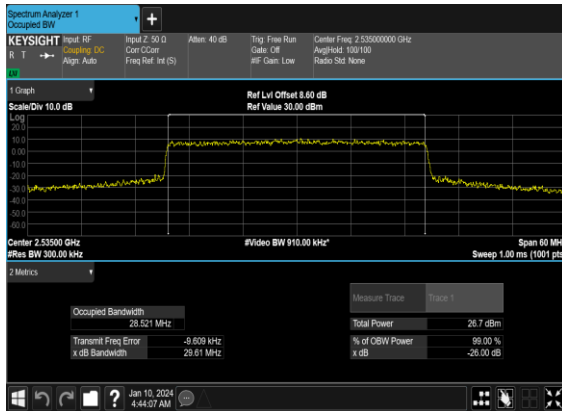 Spectrum Analyzer 1
Occupied BW
KEYSIGHT
R T
LXI
Input: RF
Coupling: DC
Align: Auto
Input Z: 50 Ω
Corr CCorr
Freq Ref: Int (S)
Atten: 40 dB
Trig: Free Run
Gate: Off
#IF Gain: Low
Center Freq: 2.535000000 GHz
Avg|Hold: 100/100
Radio Std: None
1 Graph
Scale/Div 10.0 dB
Ref Lvl Offset 8.60 dB
Ref Value 30.00 dBm
Log
20.0
10.0
0.00
-10.0
-20.0
-30.0
-40.0
-50.0
-60.0
Center 2.53500 GHz
#Res BW 300.00 kHz
#Video BW 910.00 kHz*
Span 60 MH
Sweep 1.00 ms (1001 pts
2 Metrics
Measure Trace
Trace 1
Occupied Bandwidth
28.521 MHz
Total Power
26.7 dBm
Transmit Freq Error
-9.609 kHz
% of OBW Power
99.00 %
x dB Bandwidth
29.61 MHz
x dB
-26.00 dB
?
Jan 10, 2024
4:44:07 AM